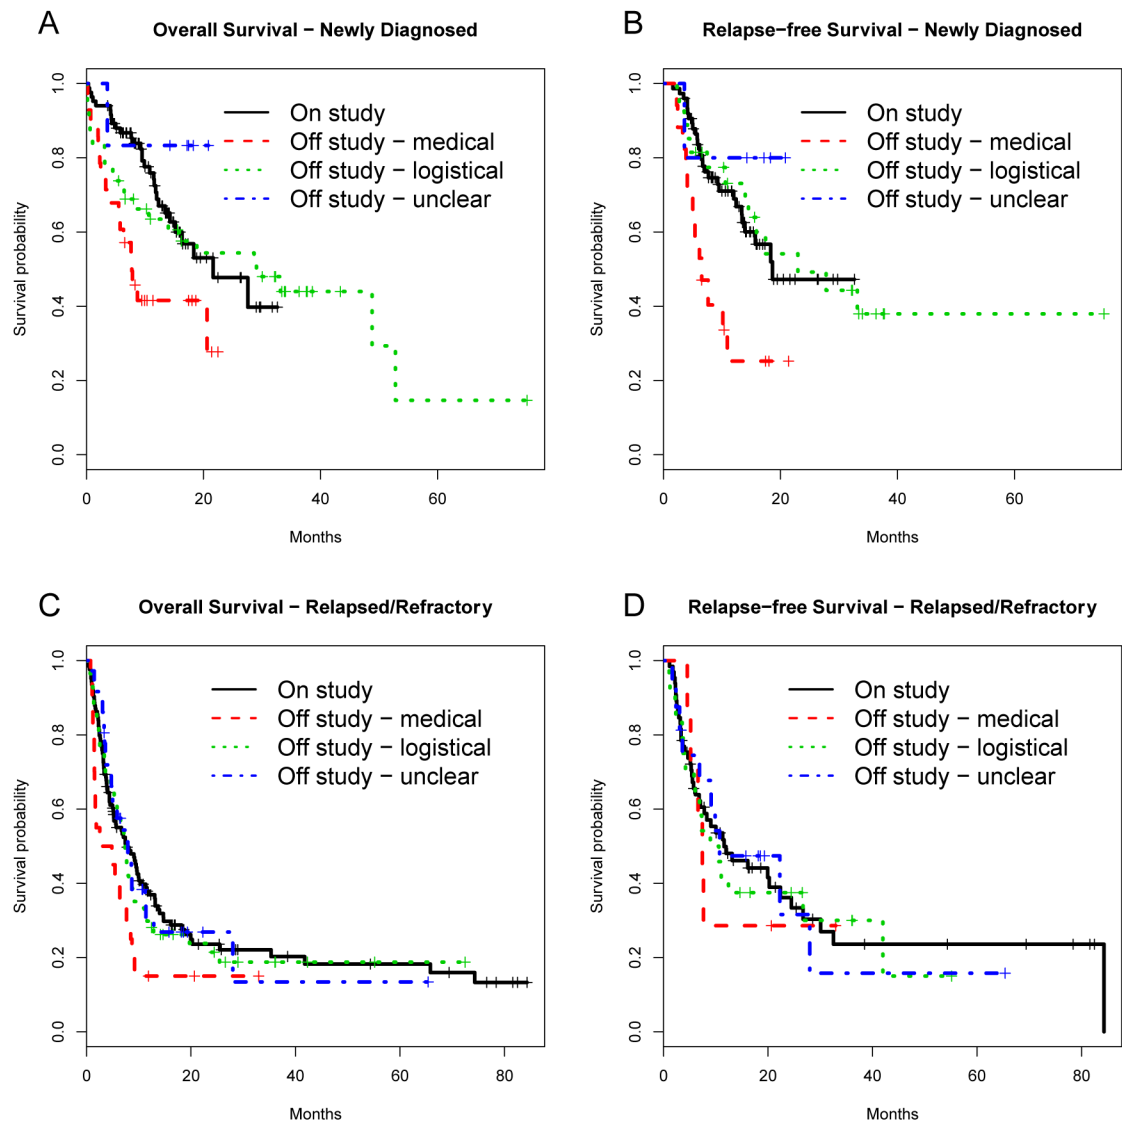 A
Overall Survival − Newly Diagnosed
Survival probability
1.0
0.8
0.6
0.4
0.2
0.0
On study
Off study − medical
Off study − logistical
Off study − unclear
0 20 40 60
Months
B
Relapse−free Survival − Newly Diagnosed
Survival probability
1.0
0.8
0.6
0.4
0.2
0.0
On study
Off study − medical
Off study − logistical
Off study − unclear
0 20 40 60
Months
C
Overall Survival − Relapsed/Refractory
Survival probability
1.0
0.8
0.6
0.4
0.2
0.0
On study
Off study − medical
Off study − logistical
Off study − unclear
0 20 40 60 80
Months
D
Relapse−free Survival − Relapsed/Refractory
Survival probability
1.0
0.8
0.6
0.4
0.2
0.0
On study
Off study − medical
Off study − logistical
Off study − unclear
0 20 40 60 80
Months